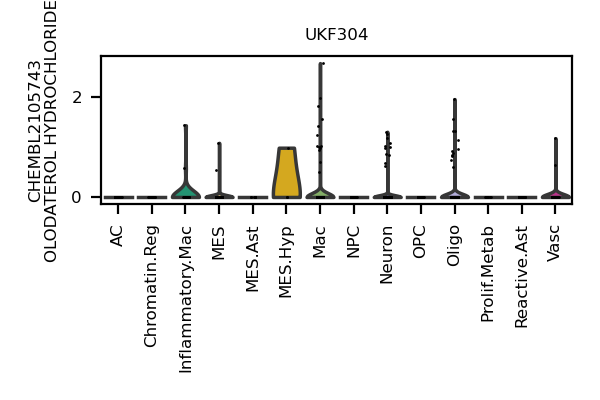 UKF304
CHEMBL2105743
OLODATEROL HYDROCHLORIDE
2
0
AC
Chromatin.Reg
Inflammatory.Mac
MES
MES.Ast
MES.Hyp
Mac
NPC
Neuron
OPC
Oligo
Prolif.Metab
Reactive.Ast
Vasc